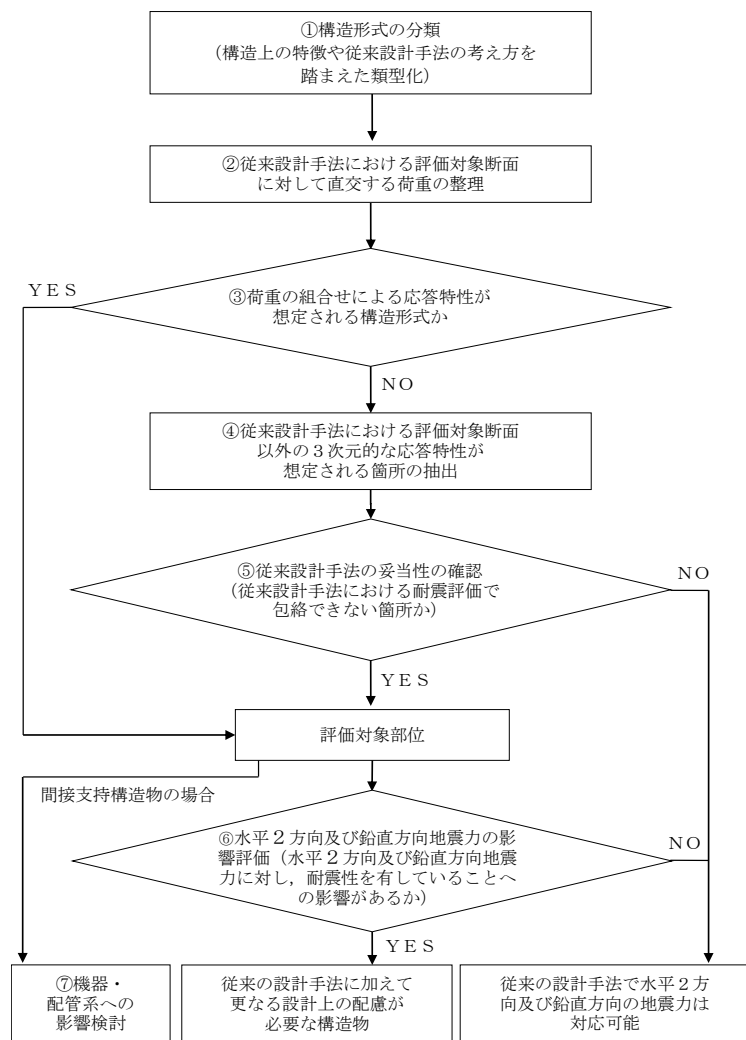 ①構造形式の分類
（構造上の特徴や従来設計手法の考え方を
踏まえた類型化）
②従来設計手法における評価対象断面
に対して直交する荷重の整理
ＹＥＳ
③荷重の組合せによる応答特性が
想定される構造形式か
ＮＯ
④従来設計手法における評価対象断面
以外の３次元的な応答特性が
想定される箇所の抽出
⑤従来設計手法の妥当性の確認
（従来設計手法における耐震評価で
包絡できない箇所か）
ＮＯ
ＹＥＳ
評価対象部位
間接支持構造物の場合
⑥水平２方向及び鉛直方向地震力の影
響評価（水平２方向及び鉛直方向地震
力に対し，耐震性を有していることへ
の影響があるか）
ＮＯ
ＹＥＳ
⑦機器・
配管系への
影響検討
従来の設計手法に加えて
更なる設計上の配慮が
必要な構造物
従来の設計手法で水平２方
向及び鉛直方向の地震力は
対応可能